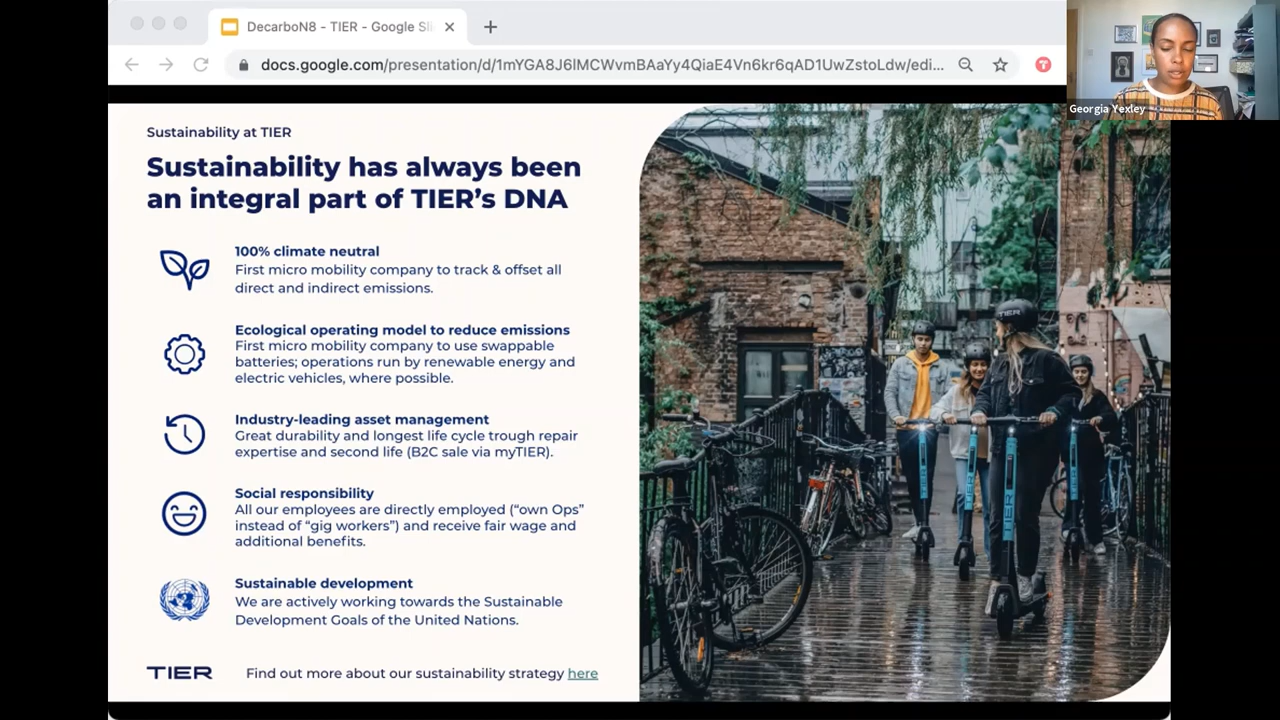 DecarboN8 - TIER - Google Sli
docs.google.com/presentation/d/1mYGA8J6lMCWvmBAaYy4QiaE4Vn6kr6qAD1UwZstoLdw/edi...
Georgia Yexley
Sustainability at TIER
Sustainability has always been
an integral part of TIER's DNA
100% climate neutral
First micro mobility company to track & offset all
direct and indirect emissions.
Ecological operating model to reduce emissions
First micro mobility company to use swappable
batteries; operations run by renewable energy and
electric vehicles, where possible.
Industry-leading asset management
Great durability and longest life cycle trough repair
expertise and second life (B2C sale via myTIER).
Social responsibility
All our employees are directly employed (“own Ops”
instead of “gig workers”) and receive fair wage and
additional benefits.
Sustainable development
We are actively working towards the Sustainable
Development Goals of the United Nations.
TIER Find out more about our sustainability strategy here
TIER
TIER
TIER
TIER